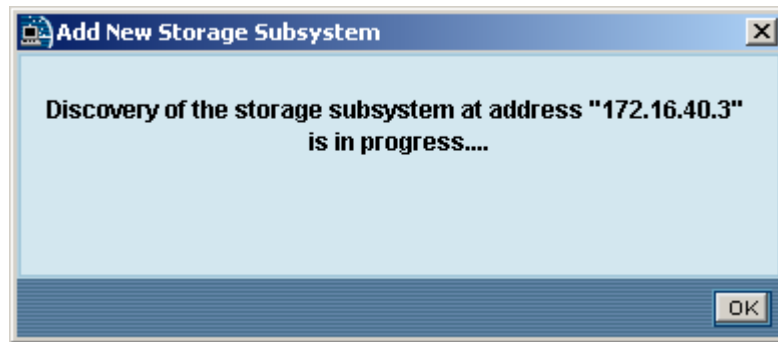 Add New Storage Subsystem
Discovery of the storage subsystem at address "172.16.40.3"
is in progress....
OK